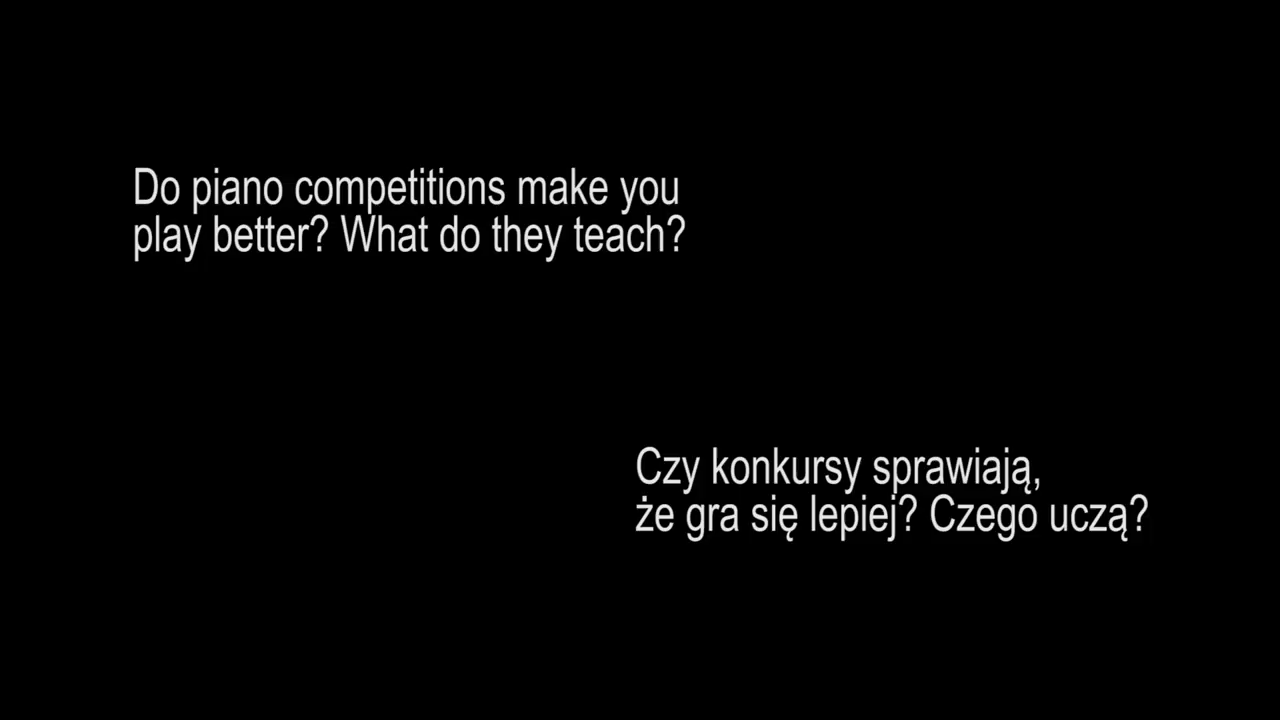 Do piano competitions make you
play better? What do they teach?
Czy konkursy sprawiają,
że gra się lepiej? Czego uczą?